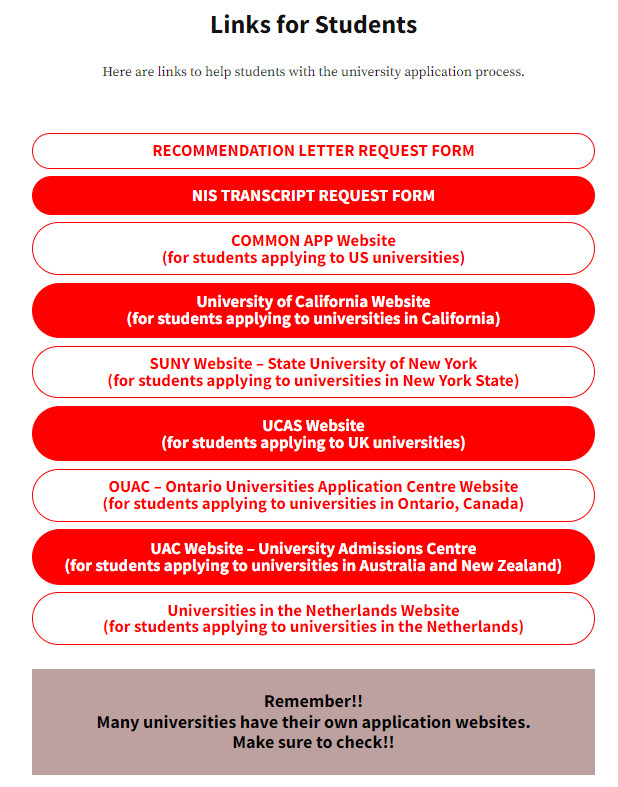 Links for Students
Here are links to help students with the university application process.
RECOMMENDATION LETTER REQUEST FORM
NIS TRANSCRIPT REQUEST FORM
COMMON APP Website
(for students applying to US universities)
University of California Website
(for students applying to universities in California)
SUNY Website – State University of New York
(for students applying to universities in New York State)
UCAS Website
(for students applying to UK universities)
OUAC – Ontario Universities Application Centre Website
(for students applying to universities in Ontario, Canada)
UAC Website – University Admissions Centre
(for students applying to universities in Australia and New Zealand)
Universities in the Netherlands Website
(for students applying to universities in the Netherlands)
Remember!!
Many universities have their own application websites.
Make sure to check!!